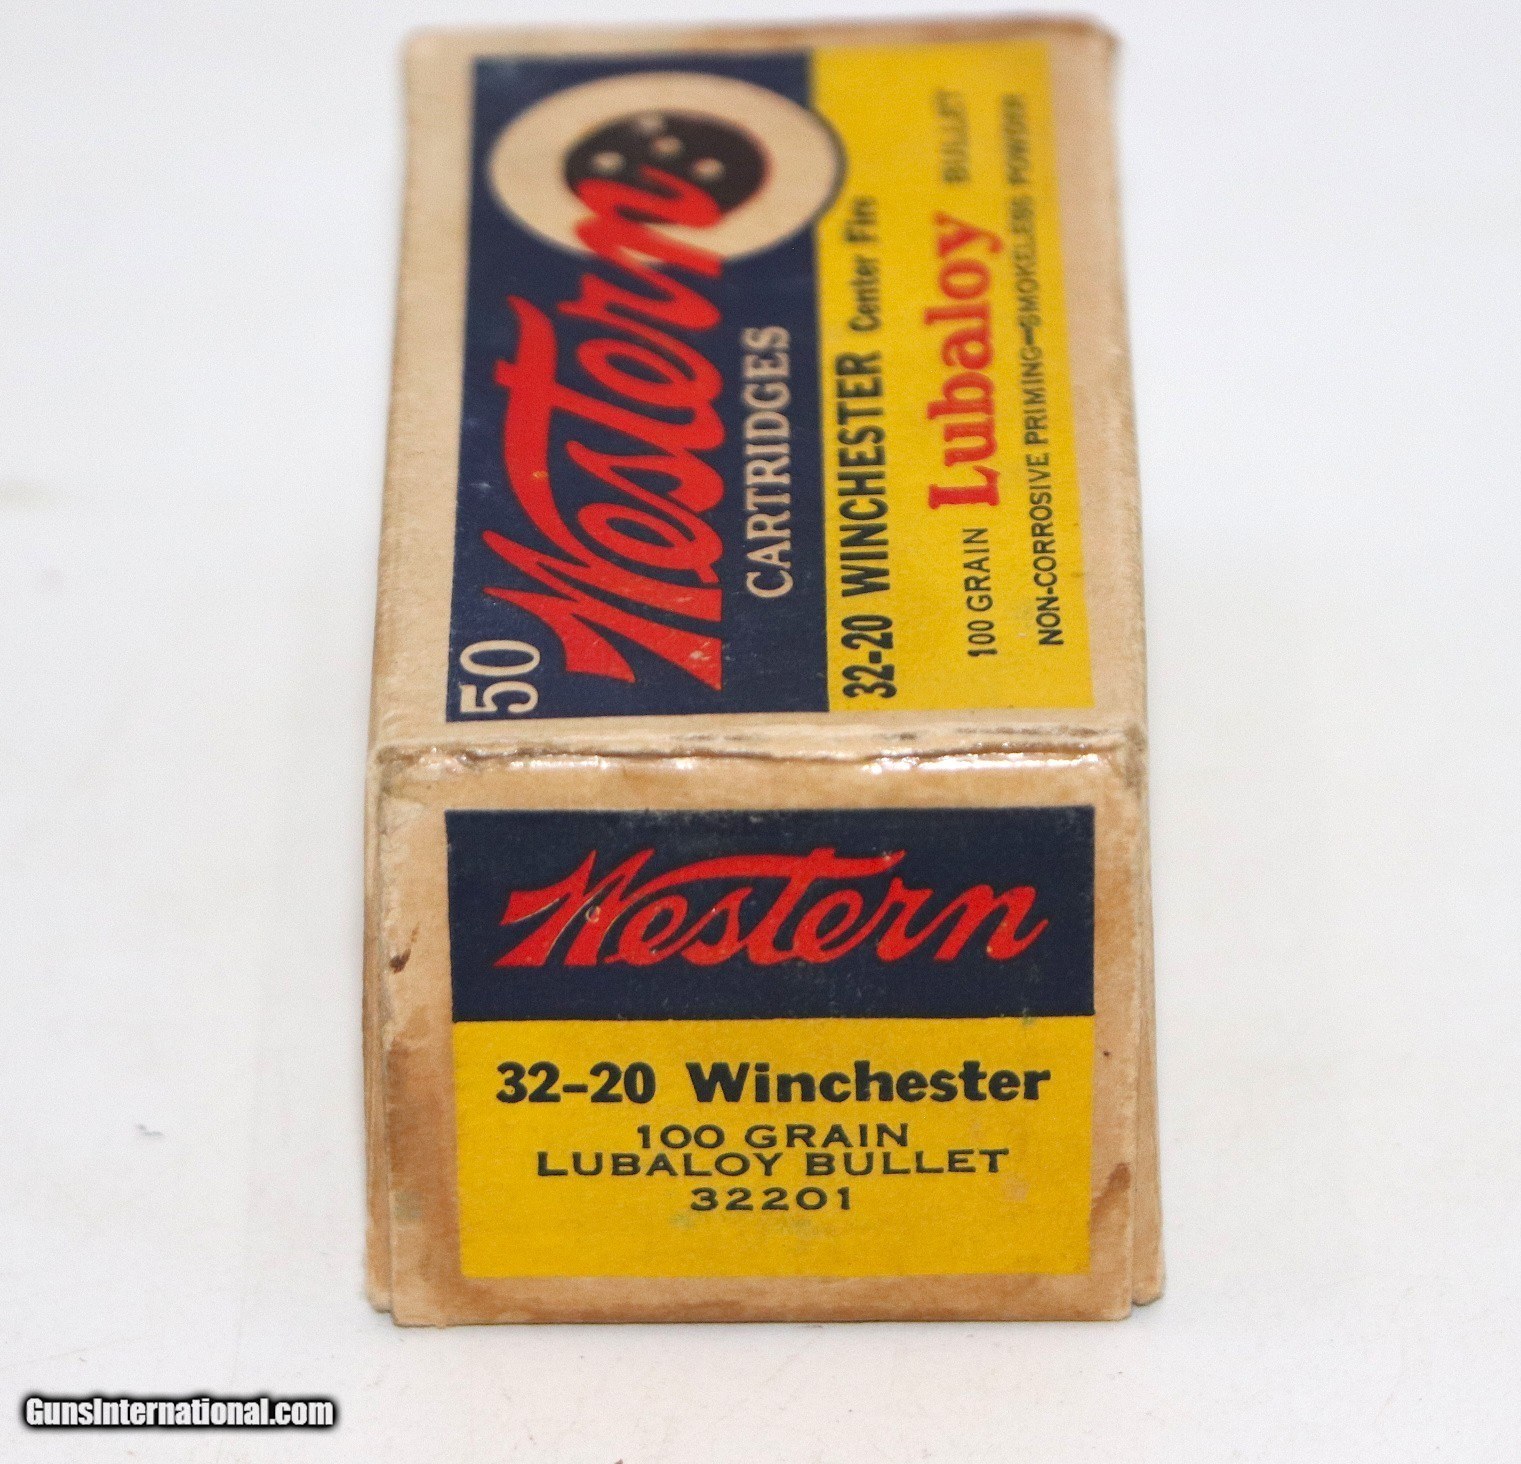 50
Western
CARTRIDGES
32-20 WINCHESTER Center Fire
100 GRAIN Lubaloy BULLET
NON-CORROSIVE PRIMING-SMOKELESS POWDER
Western
32-20 Winchester
100 GRAIN
LUBALOY BULLET
32201
GunsInternational.com